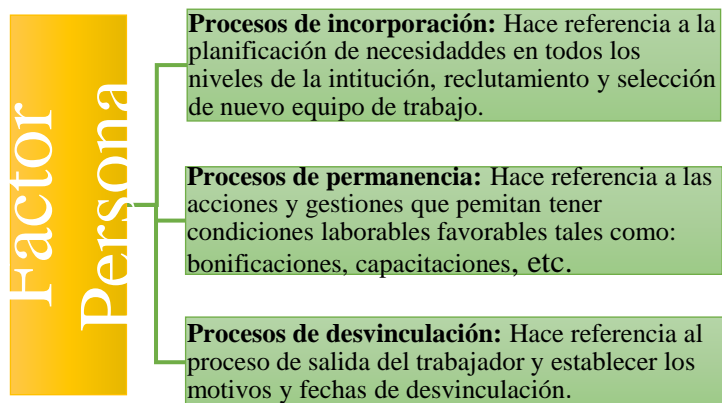 Factor
Persona
Procesos de incorporación: Hace referencia a la
planificación de necesidaddes en todos los
niveles de la intitución, reclutamiento y selección
de nuevo equipo de trabajo.
Procesos de permanencia: Hace referencia a las
acciones y gestiones que pemitan tener
condiciones laborables favorables tales como:
bonificaciones, capacitaciones, etc.
Procesos de desvinculación: Hace referencia al
proceso de salida del trabajador y establecer los
motivos y fechas de desvinculación.